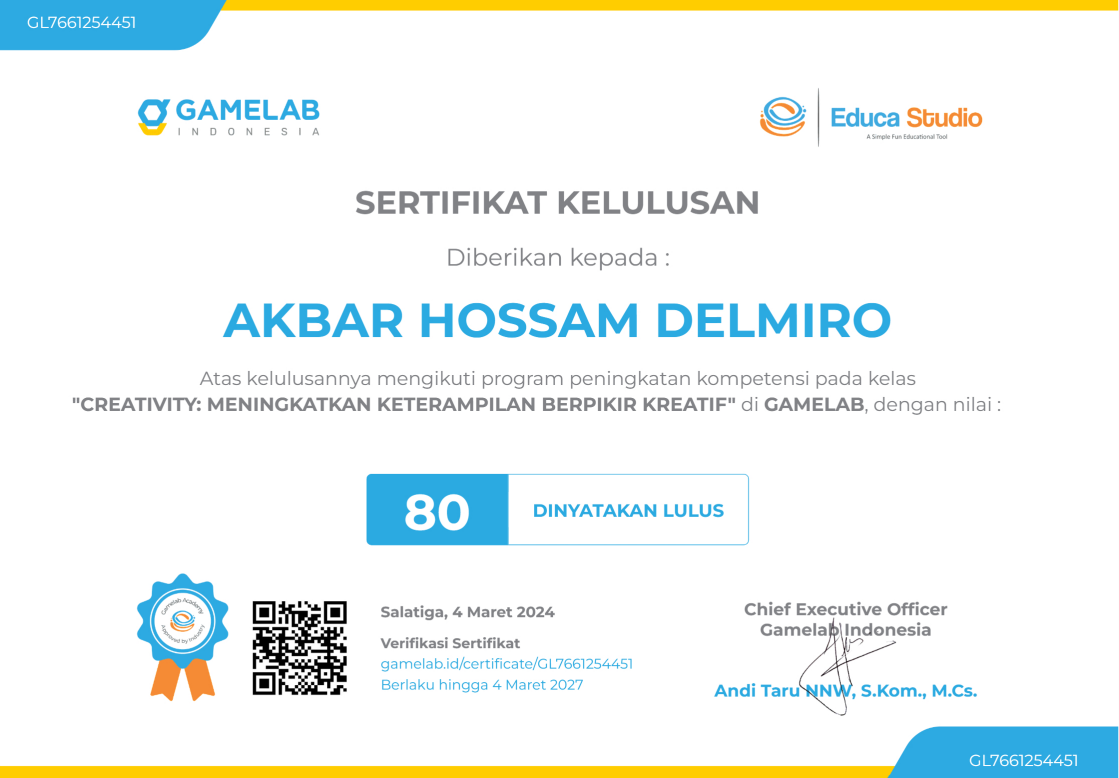 GL7661254451
GAMELAB
INDONESIA
Educa Studio
A Simple Fun Educational Tool
SERTIFIKAT KELULUSAN
Diberikan kepada :
AKBAR HOSSAM DELMIRO
Atas kelulusannya mengikuti program peningkatan kompetensi pada kelas
"CREATIVITY: MENINGKATKAN KETERAMPILAN BERPIKIR KREATIF" di GAMELAB, dengan nilai :
80
DINYATAKAN LULUS
Gamelab Academy
Approved by Industry
Salatiga, 4 Maret 2024
Verifikasi Sertifikat
gamelab.id/certificate/GL7661254451
Berlaku hingga 4 Maret 2027
Chief Executive Officer
Gamelab Indonesia
Andi Taru NNW, S.Kom., M.Cs.
GL7661254451